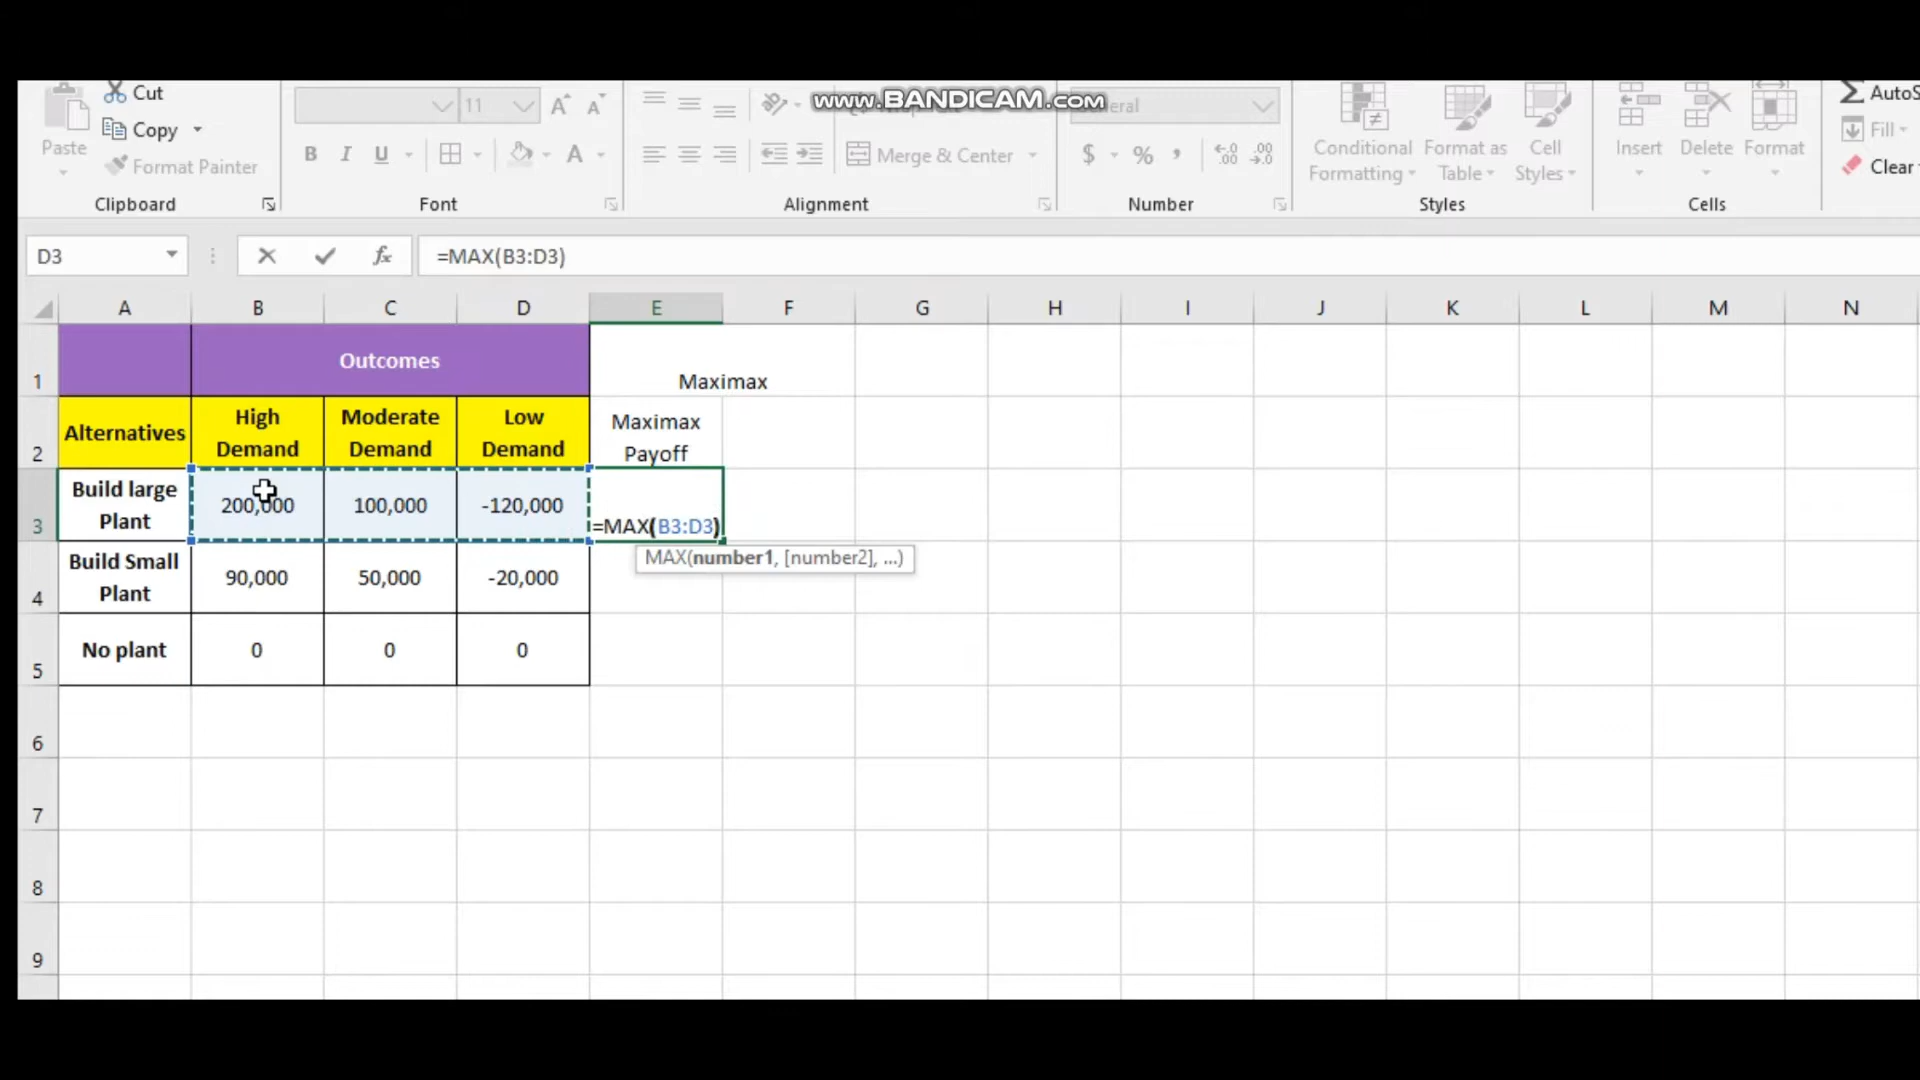 www.BANDICAM.com
Cut
Copy
Paste
Format Painter
Clipboard
11
B I U
A
Font
Merge & Center
Alignment
$ % ,
Number
Conditional Formatting
Format as Table
Cell Styles
Styles
Insert
Delete
Format
Cells
Fill
Clear
D3
fx
=MAX(B3:D3)
A B C D E F G H I J K L M N
1 Outcomes Maximax
2 Alternatives High Demand Moderate Demand Low Demand Maximax Payoff
3 Build large Plant 200,000 100,000 -120,000 =MAX(B3:D3)
MAX(number1, [number2], ...)
4 Build Small Plant 90,000 50,000 -20,000
5 No plant 0 0 0
6
7
8
9